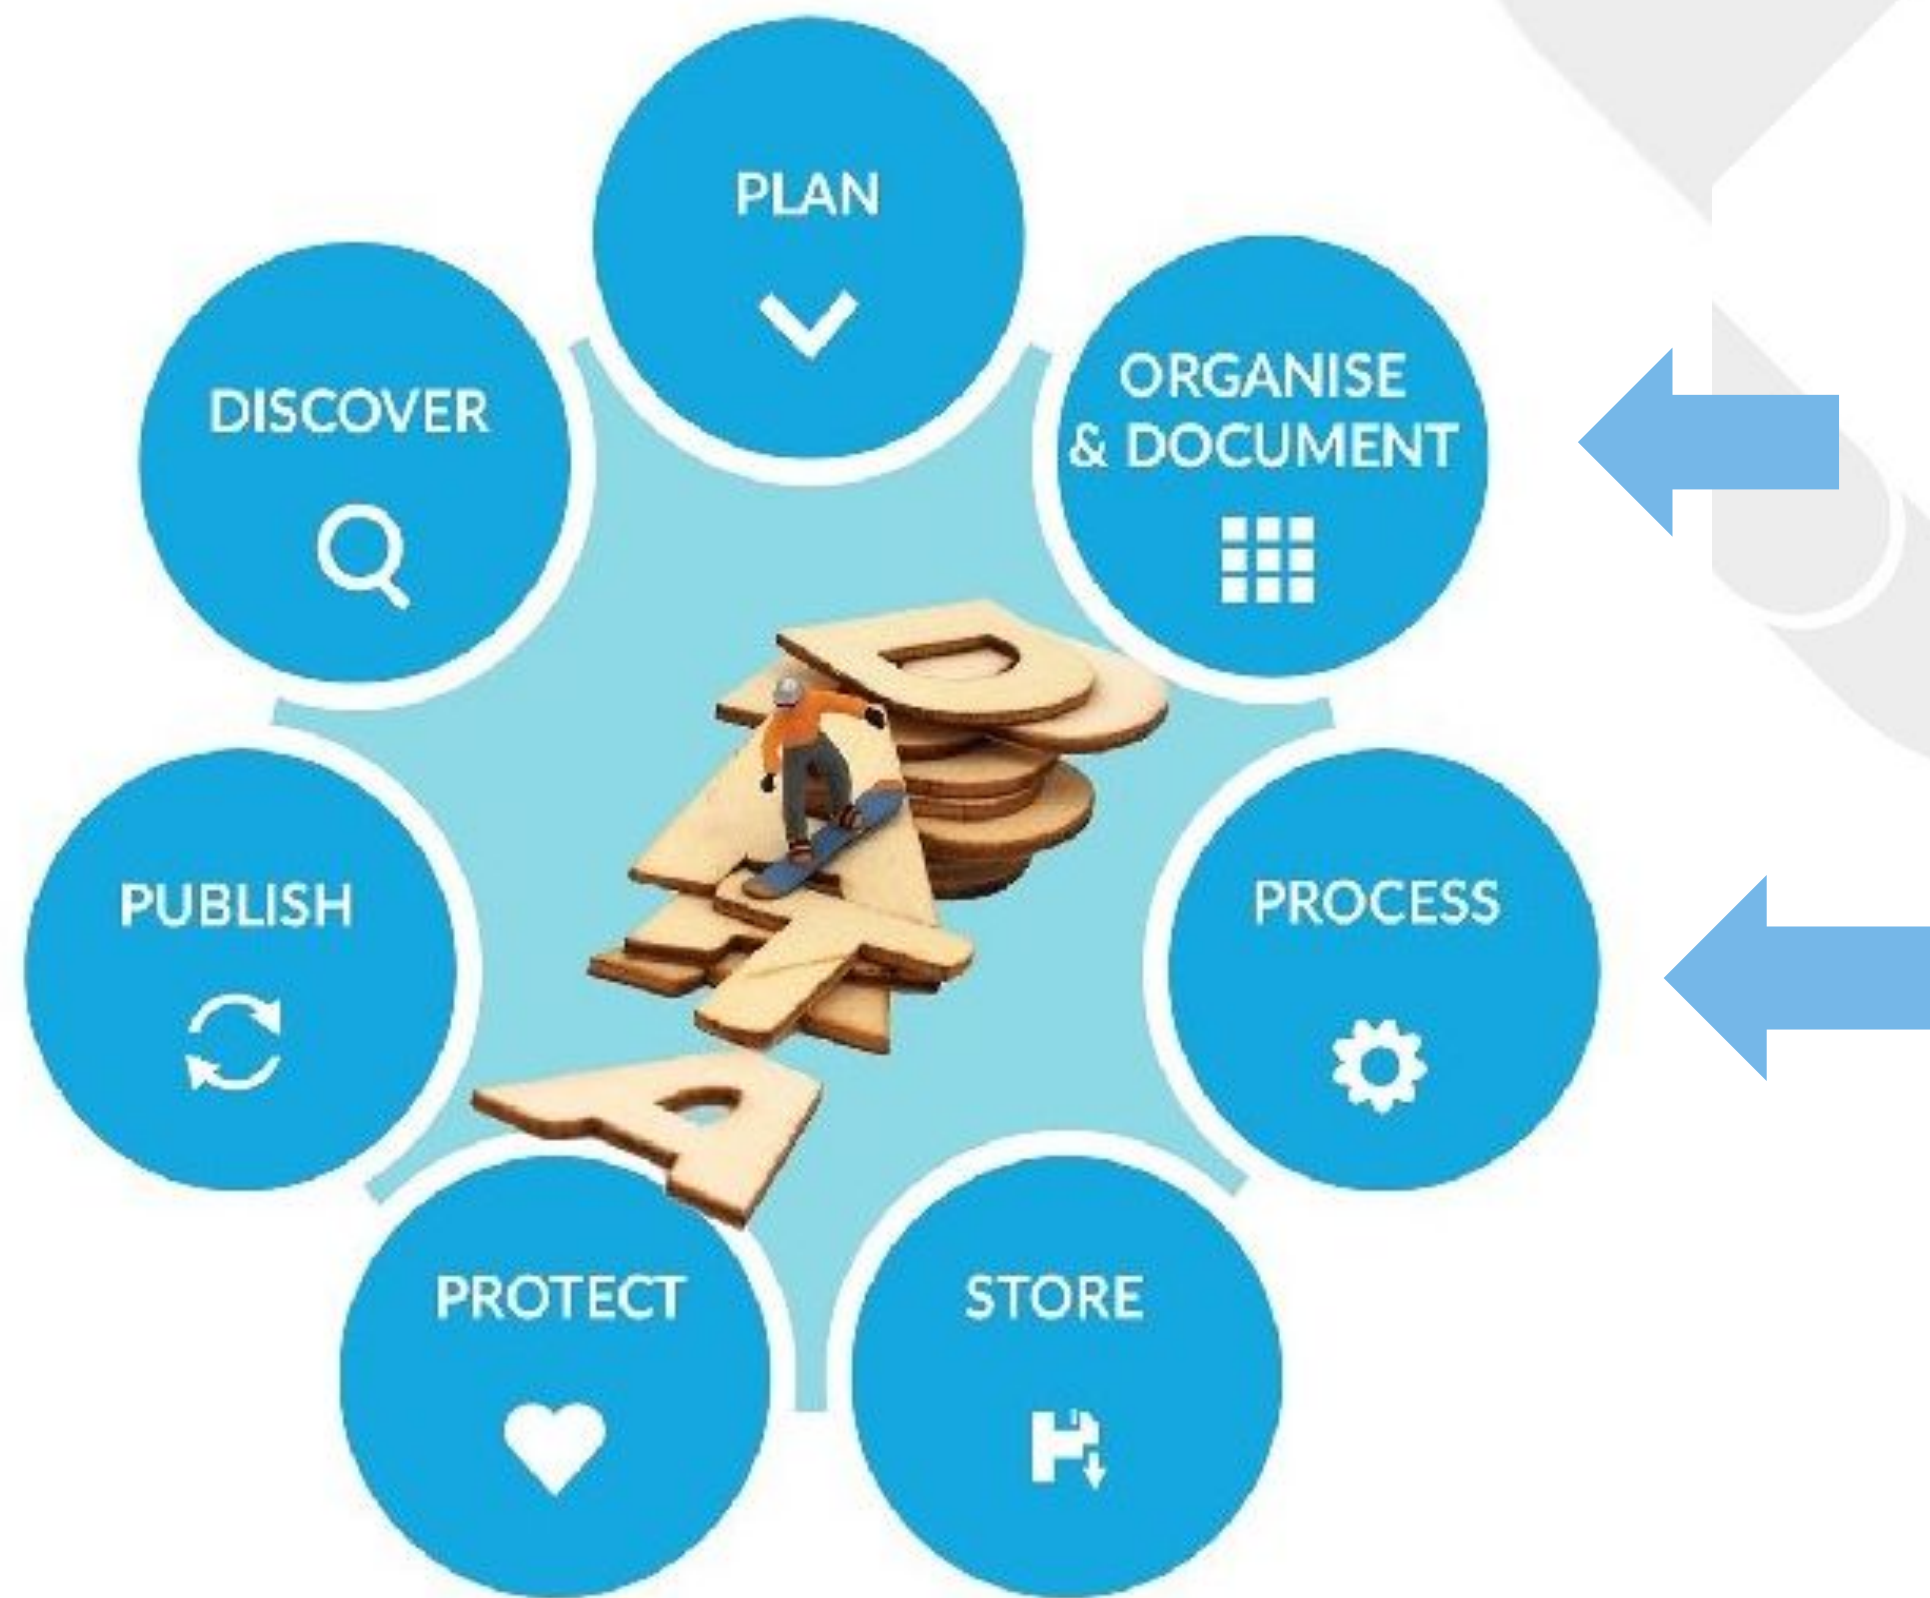 PLAN
ORGANISE
& DOCUMENT
PROCESS
STORE
PROTECT
PUBLISH
DISCOVER
D
A
T
A